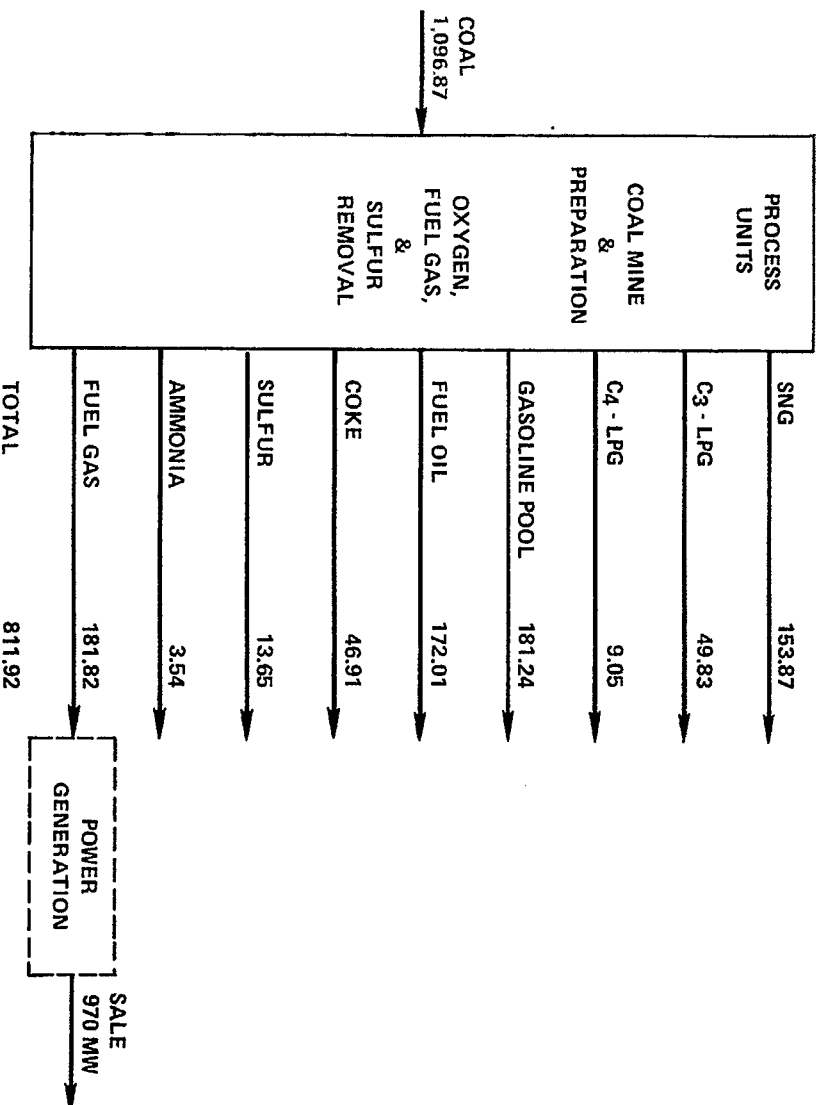 COAL
1,096.87
PROCESS
UNITS
COAL MINE
&
PREPARATION
OXYGEN,
FUEL GAS,
&
SULFUR
REMOVAL
SNG 153.87
C3 - LPG 49.83
C4 - LPG 9.05
GASOLINE POOL 181.24
FUEL OIL 172.01
COKE 46.91
SULFUR 13.65
AMMONIA 3.54
FUEL GAS 181.82
TOTAL 811.92
POWER
GENERATION
SALE
970 MW